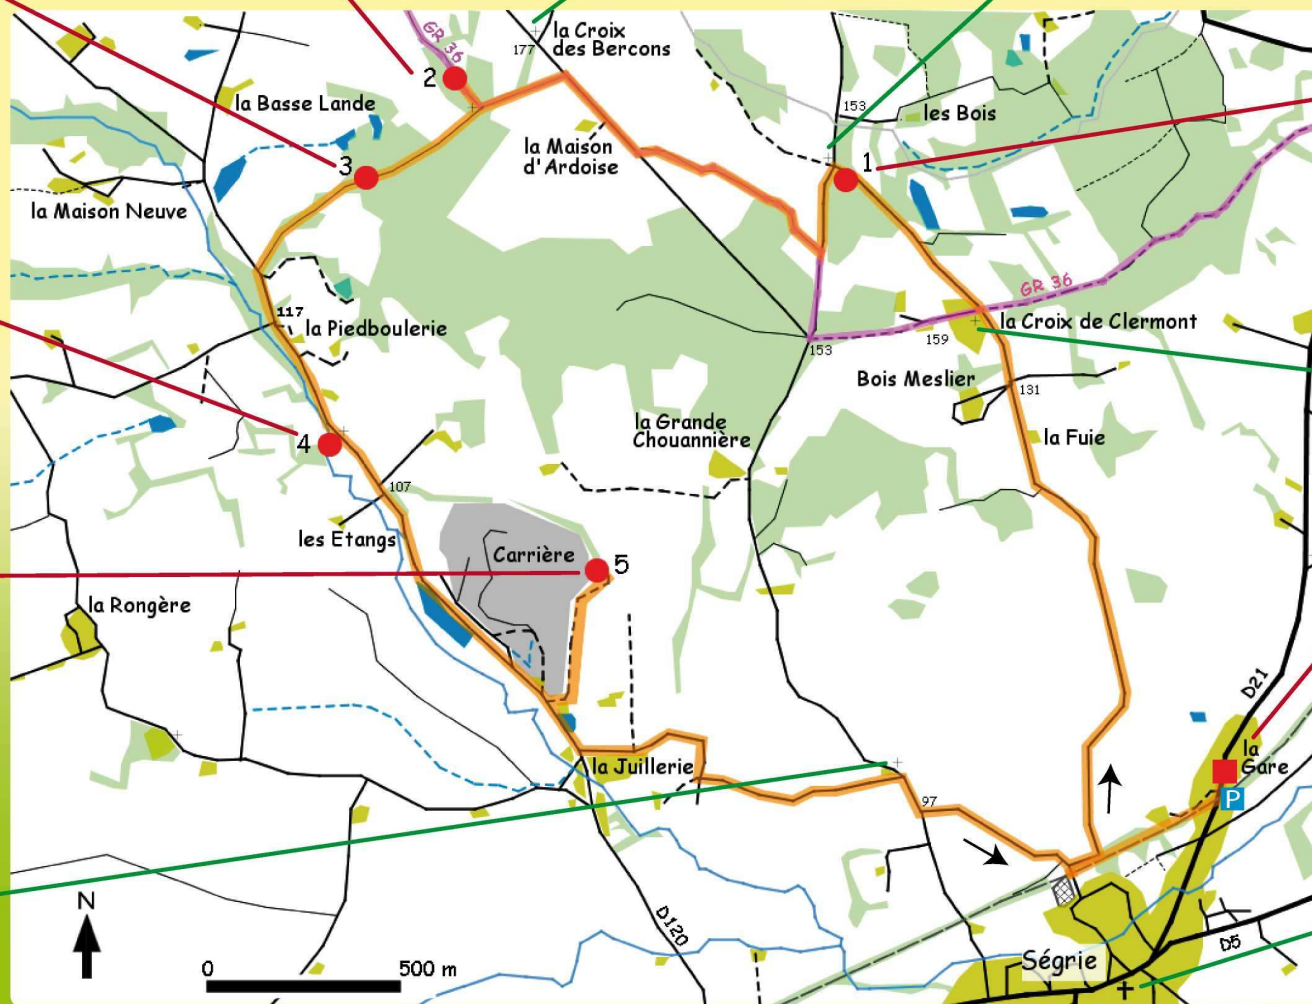 GR 36
la Croix
des Bercons
177
2
la Basse Lande
153
les Bois
la Maison
d'Ardoise
3
1
la Maison Neuve
GR 36
117
la Piedboulerie
la Croix de Clermont
159
153
Bois Meslier
131
la Grande
Chouannière
la Fuie
4
107
les Etangs
Carrière
5
la Rongère
D21
la
Gare
la Juillerie
P
97
N
D120
D5
Ségrie
0 500 m